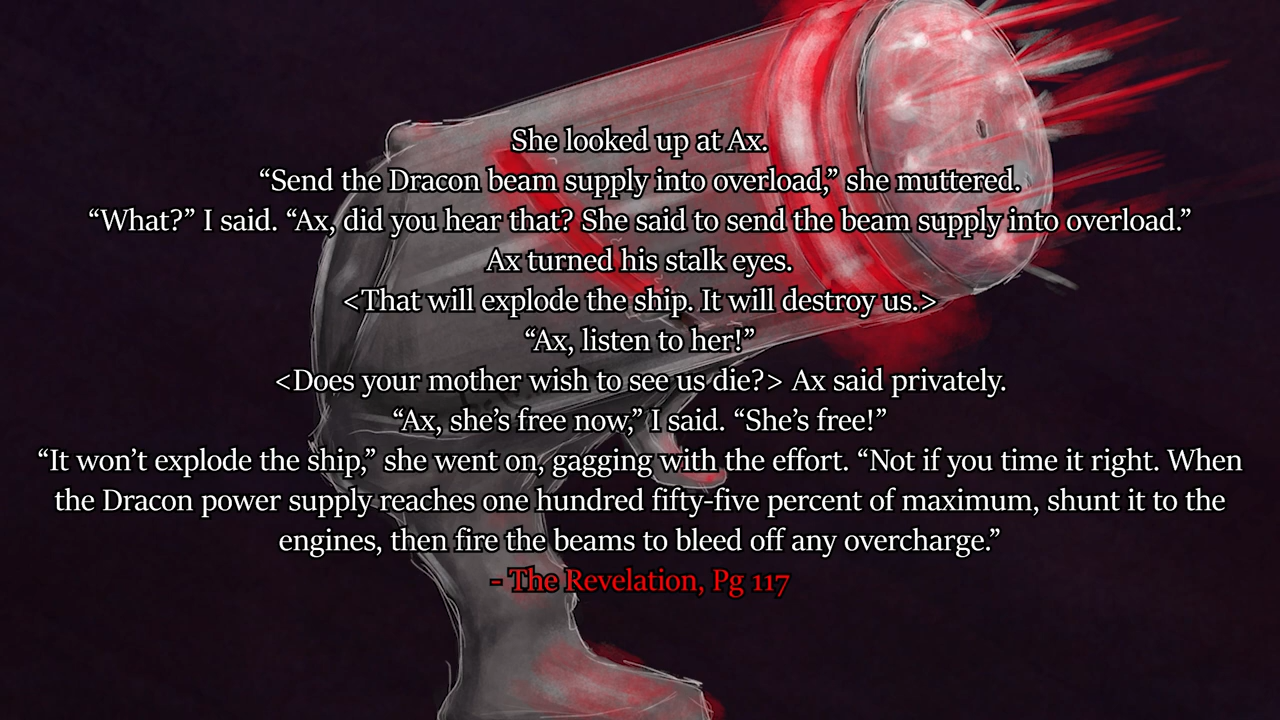 She looked up at Ax.
“Send the Dracon beam supply into overload,” she muttered.
“What?” I said. “Ax, did you hear that? She said to send the beam supply into overload.”
Ax turned his stalk eyes.
<That will explode the ship. It will destroy us.>
“Ax, listen to her!”
<Does your mother wish to see us die?> Ax said privately.
“Ax, she’s free now,” I said. “She’s free!”
“It won’t explode the ship,” she went on, gagging with the effort. “Not if you time it right. When
the Dracon power supply reaches one hundred fifty-five percent of maximum, shunt it to the
engines, then fire the beams to bleed off any overcharge.”
- The Revelation, Pg 117